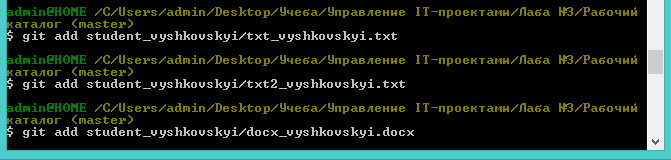 admin@HOME /C/Users/admin/Desktop/Учеба/Управление IT-проектами/Лаба №3/Рабочий
каталог (master)
$ git add student_vyshkovskyi/txt_vyshkovskyi.txt
admin@HOME /C/Users/admin/Desktop/Учеба/Управление IT-проектами/Лаба №3/Рабочий
каталог (master)
$ git add student_vyshkovskyi/txt2_vyshkovskyi.txt
admin@HOME /C/Users/admin/Desktop/Учеба/Управление IT-проектами/Лаба №3/Рабочий
каталог (master)
$ git add student_vyshkovskyi/docx_vyshkovskyi.docx